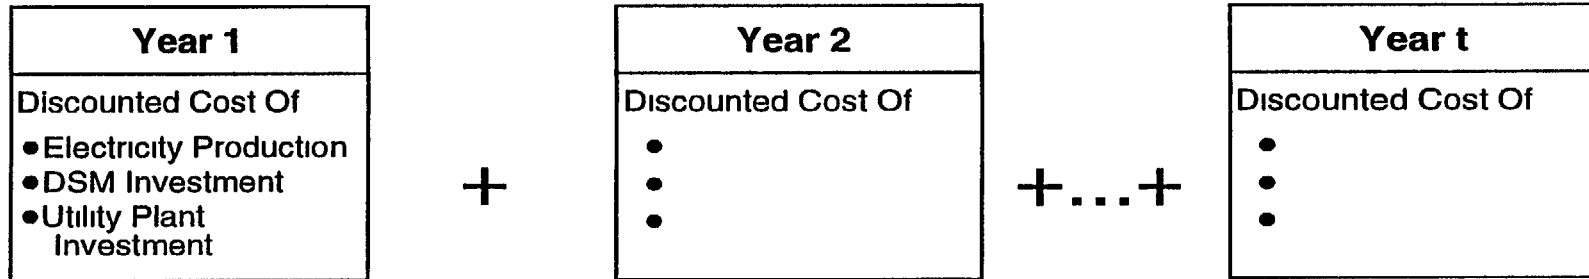 Year 1
Discounted Cost Of
● Electricity Production
● DSM Investment
● Utility Plant
Investment
+
Year 2
Discounted Cost Of
●
●
●
+...+
Year t
Discounted Cost Of
●
●
●